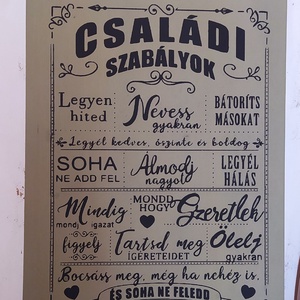 CSALÁDI
SZABÁLYOK
Legyen hited
Nevess gyakran
BÁTORÍTS MÁSOKAT
Legyél kedves, őszinte és boldog
SOHA NE ADD FEL
Álmodj nagyot
LEGYÉL HÁLÁS
Mindig mondj igazat
MONDD HOGY Szeretlek
figyelj
Tartsd meg ÍGÉRETEIDET
Ölelj gyakran
Bocsáss meg, még ha nehéz is.
ÉS SOHA NE FELEDD